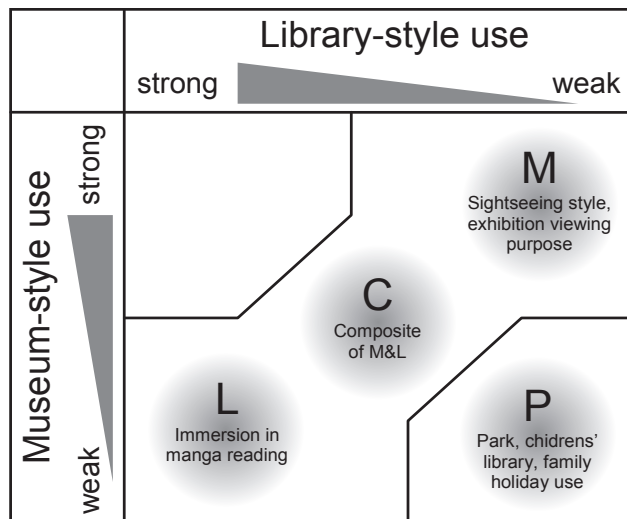 Library-style use
strong
weak
Museum-style use
strong
weak
M
Sightseeing style,
exhibition viewing
purpose
C
Composite
of M&L
L
Immersion in
manga reading
P
Park, chidrens’
library, family
holiday use